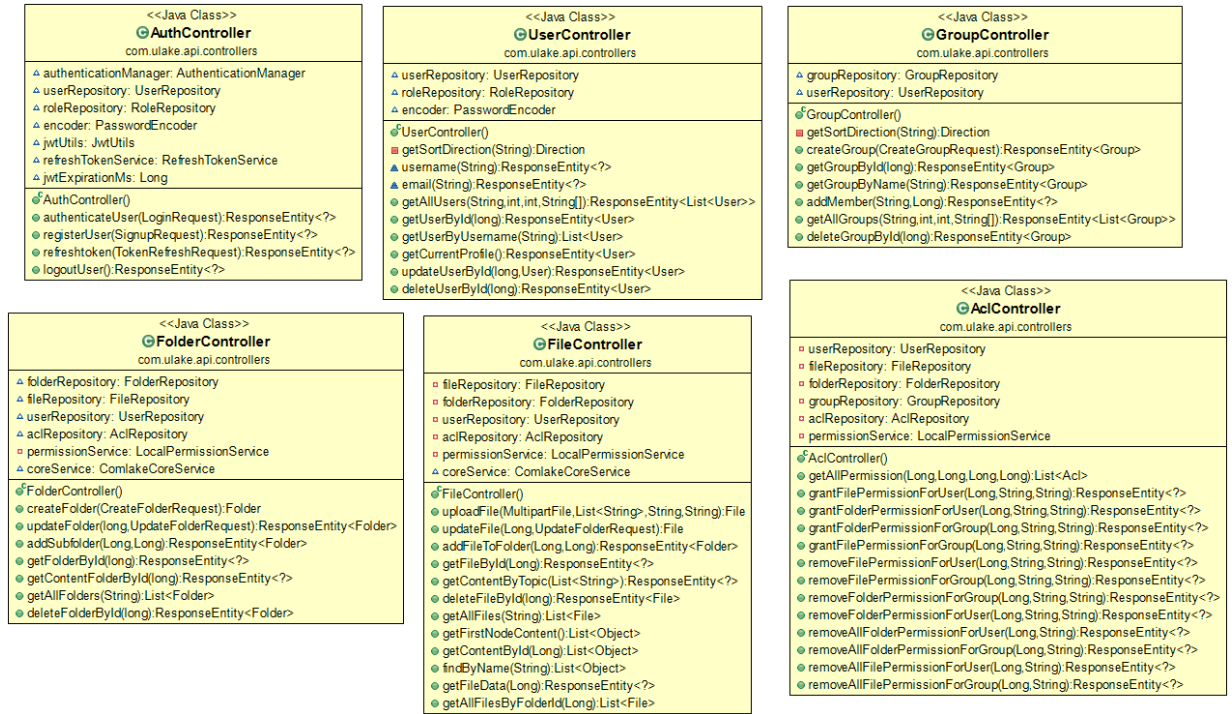 <<Java Class>>
AuthController
com.ulake.api.controllers
authenticationManager: AuthenticationManager
userRepository: UserRepository
roleRepository: RoleRepository
encoder: PasswordEncoder
jwtUtils: JwtUtils
refreshTokenService: RefreshTokenService
jwtExpirationMs: Long
AuthController()
authenticateUser(LoginRequest):ResponseEntity<?>
registerUser(SignupRequest):ResponseEntity<?>
refreshtoken(TokenRefreshRequest):ResponseEntity<?>
logoutUser():ResponseEntity<?>
<<Java Class>>
UserController
com.ulake.api.controllers
userRepository: UserRepository
roleRepository: RoleRepository
encoder: PasswordEncoder
UserController()
getSortDirection(String):Direction
username(String):ResponseEntity<?>
email(String):ResponseEntity<?>
getAllUsers(String,int,int,String[]):ResponseEntity<List<User>>
getUserById(long):ResponseEntity<User>
getUserByUsername(String):List<User>
getCurrentProfile():ResponseEntity<User>
updateUserById(long,User):ResponseEntity<User>
deleteUserById(long):ResponseEntity<User>
<<Java Class>>
GroupController
com.ulake.api.controllers
groupRepository: GroupRepository
userRepository: UserRepository
GroupController()
getSortDirection(String):Direction
createGroup(CreateGroupRequest):ResponseEntity<Group>
getGroupById(long):ResponseEntity<Group>
getGroupByName(String):ResponseEntity<Group>
addMember(String,Long):ResponseEntity<?>
getAllGroups(String,int,int,String[]):ResponseEntity<List<Group>>
deleteGroupById(long):ResponseEntity<Group>
<<Java Class>>
FolderController
com.ulake.api.controllers
folderRepository: FolderRepository
fileRepository: FileRepository
userRepository: UserRepository
aclRepository: AclRepository
permissionService: LocalPermissionService
coreService: ComlakeCoreService
FolderController()
createFolder(CreateFolderRequest):Folder
updateFolder(long,UpdateFolderRequest):ResponseEntity<Folder>
addSubfolder(Long,Long):ResponseEntity<Folder>
getFolderById(long):ResponseEntity<?>
getContentFolderById(long):ResponseEntity<?>
getAllFolders(String):List<Folder>
deleteFolderById(long):ResponseEntity<Folder>
<<Java Class>>
FileController
com.ulake.api.controllers
fileRepository: FileRepository
folderRepository: FolderRepository
userRepository: UserRepository
aclRepository: AclRepository
permissionService: LocalPermissionService
coreService: ComlakeCoreService
FileController()
uploadFile(MultipartFile,List<String>,String,String):File
updateFile(Long,UpdateFolderRequest):File
addFileToFolder(Long,Long):ResponseEntity<Folder>
getFileById(Long):ResponseEntity<?>
getContentByTopic(List<String>):ResponseEntity<?>
deleteFileById(long):ResponseEntity<File>
getAllFiles(String):List<File>
getFirstNodeContent():List<Object>
getContentById(Long):List<Object>
findByName(String):List<Object>
getFileData(Long):ResponseEntity<?>
getAllFilesByFolderId(Long):List<File>
<<Java Class>>
AclController
com.ulake.api.controllers
userRepository: UserRepository
fileRepository: FileRepository
folderRepository: FolderRepository
groupRepository: GroupRepository
aclRepository: AclRepository
permissionService: LocalPermissionService
AclController()
getAllPermission(Long,Long,Long,Long):List<Acl>
grantFilePermissionForUser(Long,String,String):ResponseEntity<?>
grantFolderPermissionForUser(Long,String,String):ResponseEntity<?>
grantFolderPermissionForGroup(Long,String,String):ResponseEntity<?>
grantFilePermissionForGroup(Long,String,String):ResponseEntity<?>
removeFilePermissionForUser(Long,String,String):ResponseEntity<?>
removeFilePermissionForGroup(Long,String,String):ResponseEntity<?>
removeFolderPermissionForGroup(Long,String,String):ResponseEntity<?>
removeFolderPermissionForUser(Long,String,String):ResponseEntity<?>
removeAllFolderPermissionForUser(Long,String):ResponseEntity<?>
removeAllFolderPermissionForGroup(Long,String):ResponseEntity<?>
removeAllFilePermissionForUser(Long,String):ResponseEntity<?>
removeAllFilePermissionForGroup(Long,String):ResponseEntity<?>